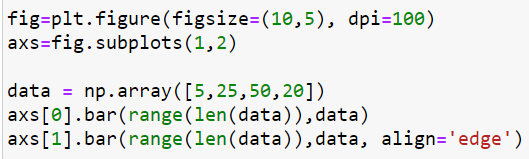 fig=plt.figure(figsize=(10,5), dpi=100)
axs=fig.subplots(1,2)
data = np.array([5,25,50,20])
axs[0].bar(range(len(data)),data)
axs[1].bar(range(len(data)),data, align='edge')